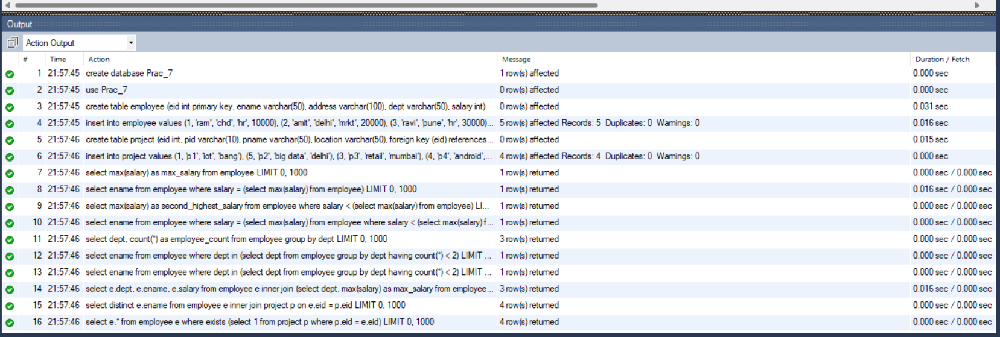 Output
Action Output
# Time Action Message Duration / Fetch
1 21:57:45 create database Prac_7 1 row(s) affected 0.000 sec
2 21:57:45 use Prac_7 0 row(s) affected 0.000 sec
3 21:57:45 create table employee (eid int primary key, ename varchar(50), address varchar(100), dept varchar(50), salary int) 0 row(s) affected 0.031 sec
4 21:57:45 insert into employee values (1, 'ram', 'chd', 'hr', 10000), (2, 'amit', 'delhi', 'mrkt', 20000), (3, 'ravi', 'pune', 'hr', 30000)... 5 row(s) affected Records: 5 Duplicates: 0 Warnings: 0 0.016 sec
5 21:57:46 create table project (eid int, pid varchar(10), pname varchar(50), location varchar(50), foreign key (eid) references... 0 row(s) affected 0.015 sec
6 21:57:46 insert into project values (1, 'p1', 'iot', 'bang'), (5, 'p2', 'big data', 'delhi'), (3, 'p3', 'retail', 'mumbai'), (4, 'p4', 'android',... 4 row(s) affected Records: 4 Duplicates: 0 Warnings: 0 0.000 sec
7 21:57:46 select max(salary) as max_salary from employee LIMIT 0, 1000 1 row(s) returned 0.000 sec / 0.000 sec
8 21:57:46 select ename from employee where salary = (select max(salary) from employee) LIMIT 0, 1000 1 row(s) returned 0.016 sec / 0.000 sec
9 21:57:46 select max(salary) as second_highest_salary from employee where salary < (select max(salary) from employee) LI... 1 row(s) returned 0.000 sec / 0.000 sec
10 21:57:46 select ename from employee where salary = (select max(salary) from employee where salary < (select max(salary) f... 1 row(s) returned 0.000 sec / 0.000 sec
11 21:57:46 select dept, count(*) as employee_count from employee group by dept LIMIT 0, 1000 3 row(s) returned 0.000 sec / 0.000 sec
12 21:57:46 select ename from employee where dept in (select dept from employee group by dept having count(*) < 2) LIMIT ... 1 row(s) returned 0.000 sec / 0.000 sec
13 21:57:46 select ename from employee where dept in (select dept from employee group by dept having count(*) < 2) LIMIT ... 1 row(s) returned 0.000 sec / 0.000 sec
14 21:57:46 select e.dept, e.ename, e.salary from employee e inner join (select dept, max(salary) as max_salary from employee... 3 row(s) returned 0.016 sec / 0.000 sec
15 21:57:46 select distinct e.ename from employee e inner join project p on e.eid = p.eid LIMIT 0, 1000 4 row(s) returned 0.000 sec / 0.000 sec
16 21:57:46 select e.* from employee e where exists (select 1 from project p where p.eid = e.eid) LIMIT 0, 1000 4 row(s) returned 0.000 sec / 0.000 sec